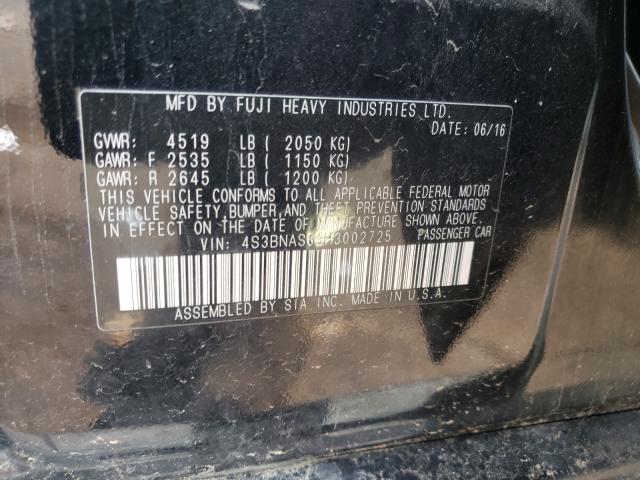 MFD BY FUJI HEAVY INDUSTRIES LTD.
DATE: 06/16
GVWR: 4519 LB ( 2050 KG)
GAWR: F 2535 LB ( 1150 KG)
GAWR: R 2645 LB ( 1200 KG)
THIS VEHICLE CONFORMS TO ALL APPLICABLE FEDERAL MOTOR
VEHICLE SAFETY, BUMPER, AND THEFT PREVENTION STANDARDS
IN EFFECT ON THE DATE OF MANUFACTURE SHOWN ABOVE.
VIN: PASSENGER CAR
ASSEMBLED BY SIA, INC. MADE IN U.S.A.